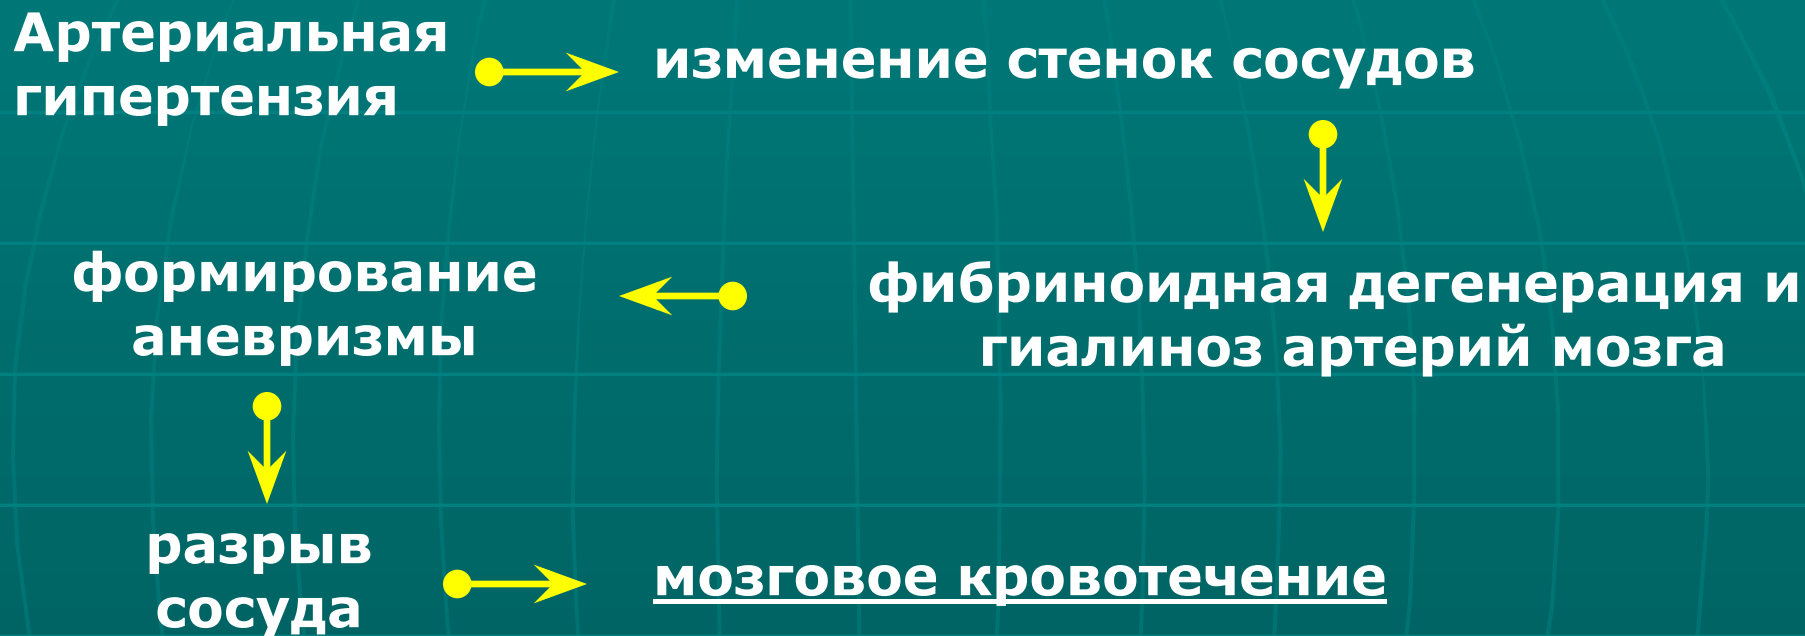 Артериальная
гипертензия
изменение стенок сосудов
фибриноидная дегенерация и
гиалиноз артерий мозга
формирование
аневризмы
разрыв
сосуда
мозговое кровотечение